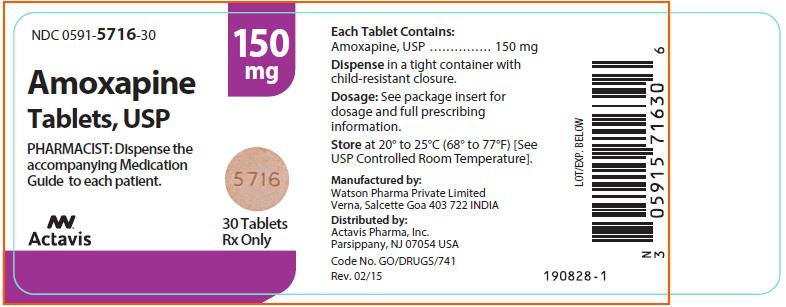 NDC 0591-5716-30
150
mg
Amoxapine
Tablets, USP
PHARMACIST: Dispense the
accompanying Medication
Guide to each patient.
5716
Actavis
30 Tablets
Rx Only
Each Tablet Contains:
Amoxapine, USP ............... 150 mg
Dispense in a tight container with
child-resistant closure.
Dosage: See package insert for
dosage and full prescribing
information.
Store at 20° to 25°C (68° to 77°F) [See
USP Controlled Room Temperature].
Manufactured by:
Watson Pharma Private Limited
Verna, Salcette Goa 403 722 INDIA
Distributed by:
Actavis Pharma, Inc.
Parsippany, NJ 07054 USA
Code No. GO/DRUGS/741
Rev. 02/15
190828-1
LOT/EXP. BELOW
N
3
05915 71630
6